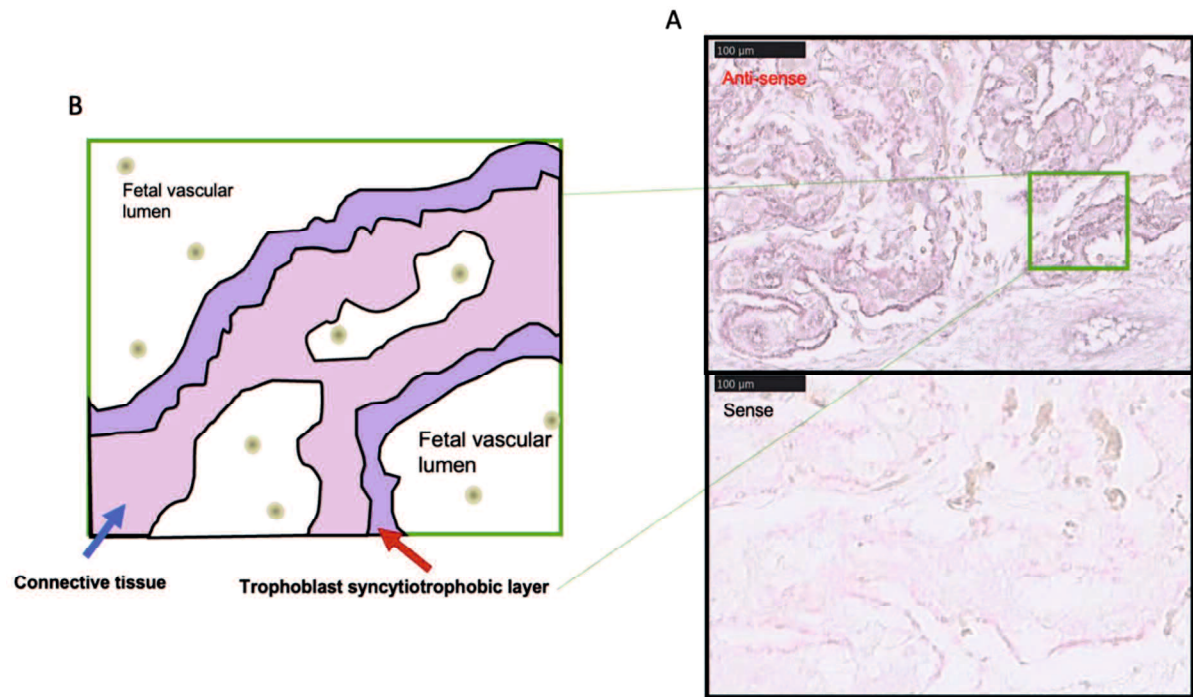 A
100 µm
Anti-sense
B
Fetal vascular
lumen
Fetal vascular
lumen
Connective tissue
Trophoblast syncytiotrophobic layer
100 µm
Sense